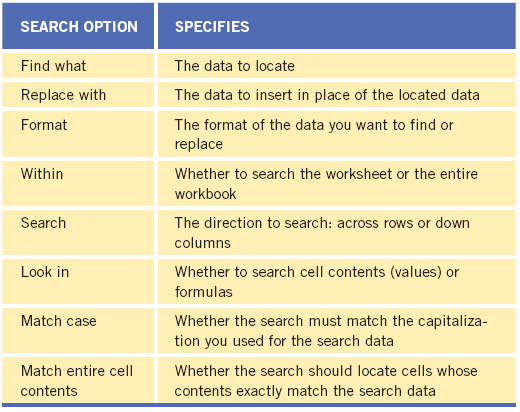 SEARCH OPTION SPECIFIES
Find what The data to locate
Replace with The data to insert in place of the located data
Format The format of the data you want to find or
replace
Within Whether to search the worksheet or the entire
workbook
Search The direction to search: across rows or down
columns
Look in Whether to search cell contents (values) or
formulas
Match case Whether the search must match the capitaliza-
tion you used for the search data
Match entire cell Whether the search should locate cells whose
contents contents exactly match the search data